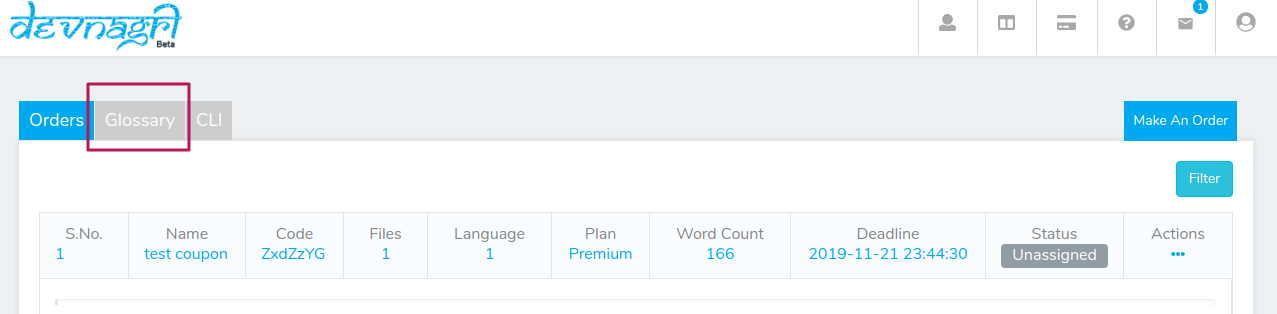 devnagri
Beta
1
Orders Glossary CLI
Make An Order
Filter
S.No. Name Code Files Language Plan Word Count Deadline Status Actions
1 test coupon ZxdZzYG 1 1 Premium 166 2019-11-21 23:44:30 Unassigned •••